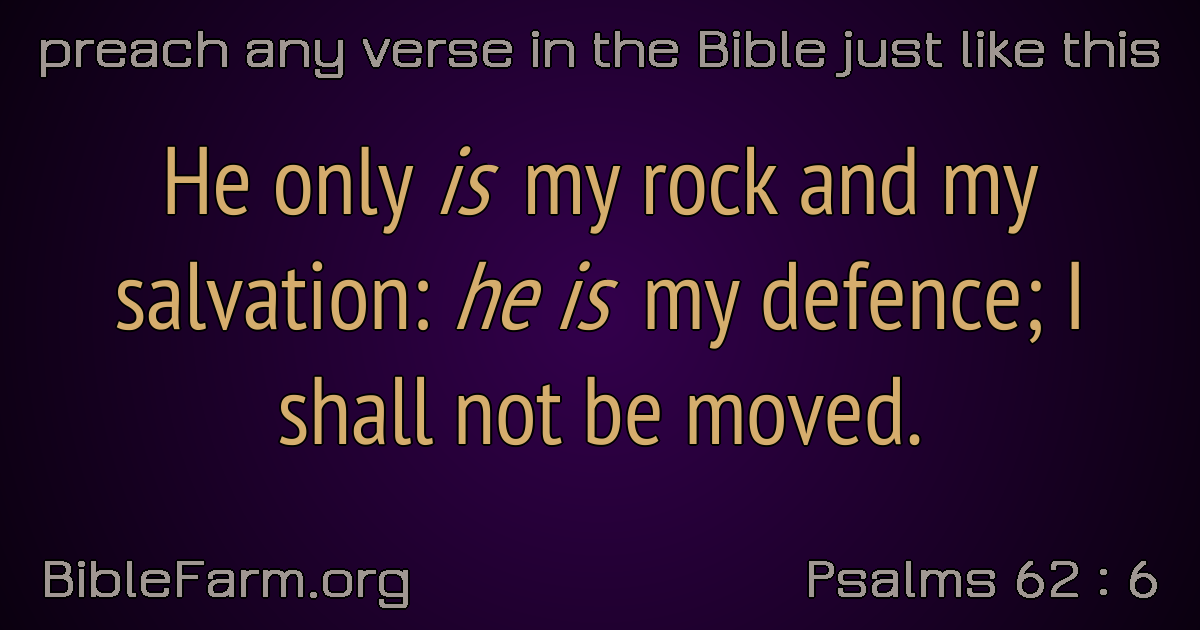 preach any verse in the Bible just like this
He only is my rock and my
salvation: he is my defence; I
shall not be moved.
BibleFarm.org
Psalms 62 : 6